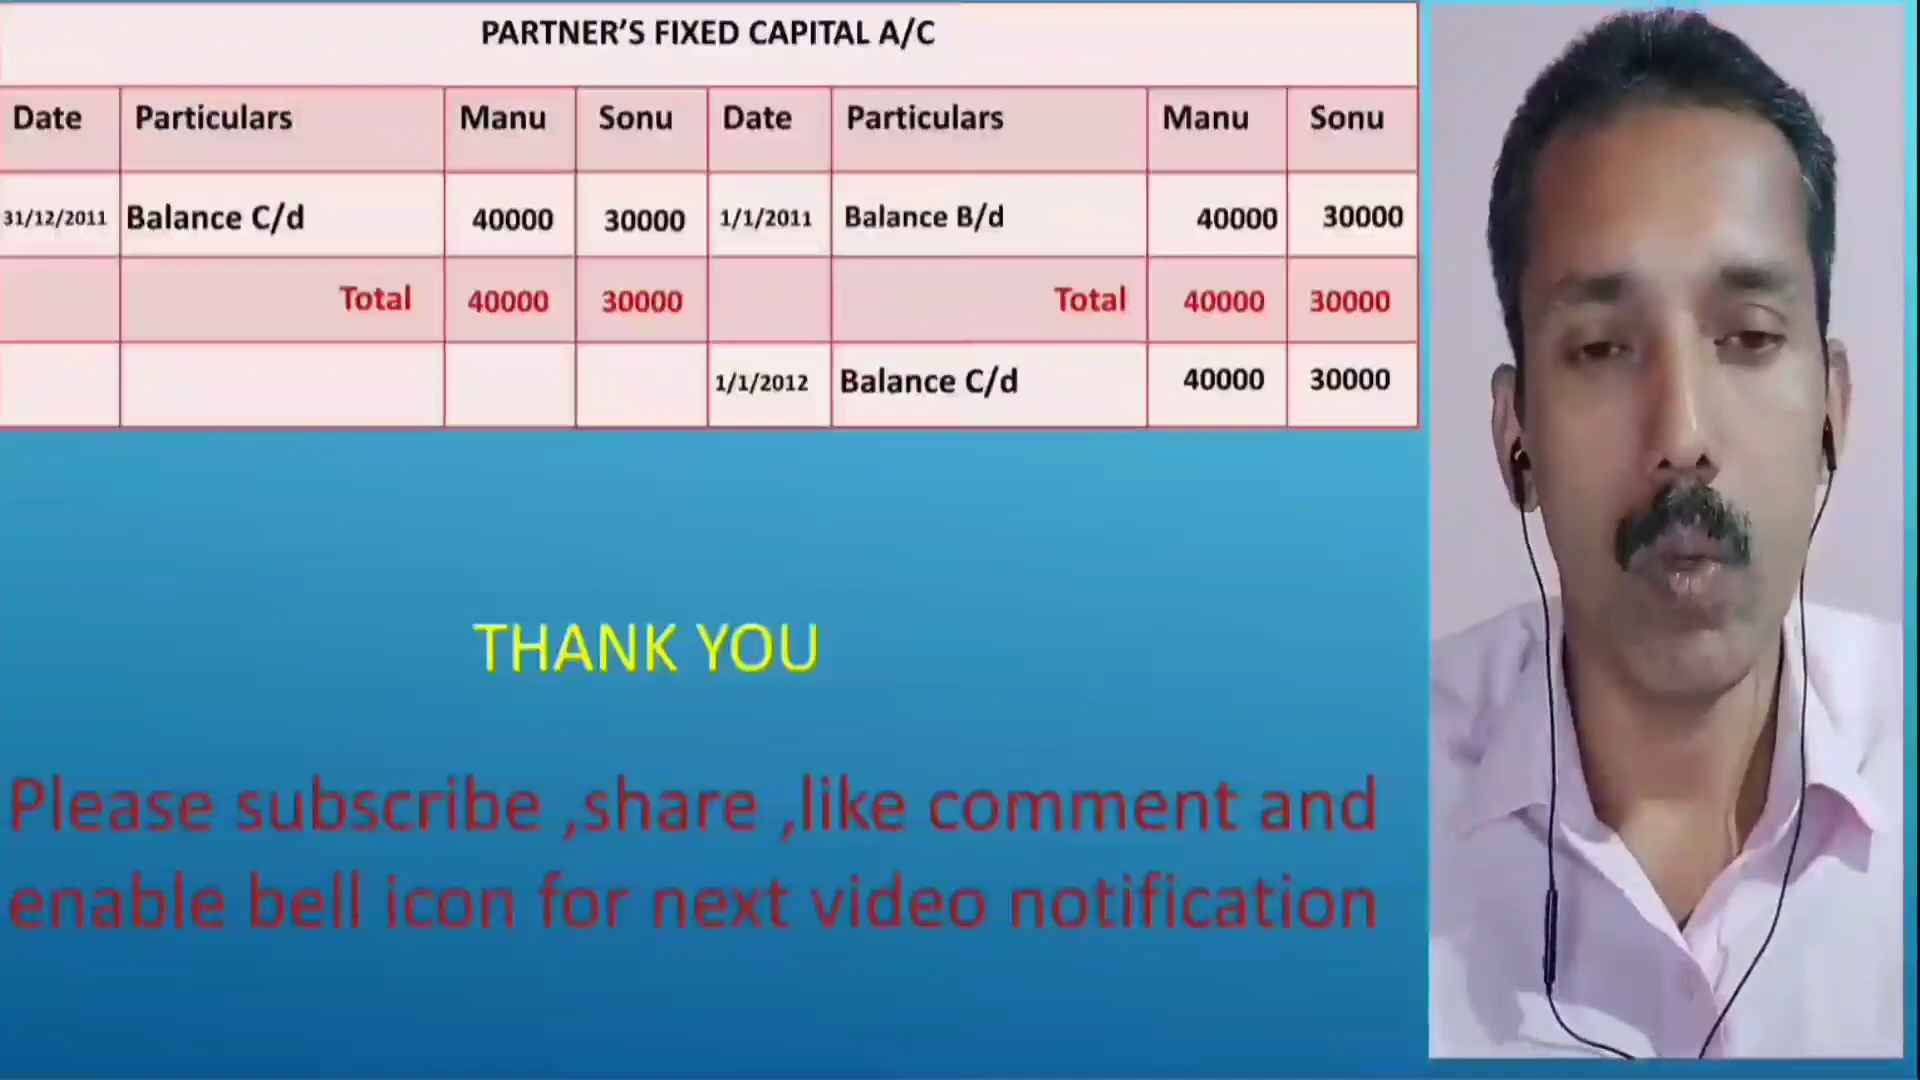 PARTNER’S FIXED CAPITAL A/C
Date Particulars Manu Sonu Date Particulars Manu Sonu
31/12/2011 Balance C/d 40000 30000 1/1/2011 Balance B/d 40000 30000
Total 40000 30000 Total 40000 30000
1/1/2012 Balance C/d 40000 30000
THANK YOU
Please subscribe ,share ,like comment and
enable bell icon for next video notification